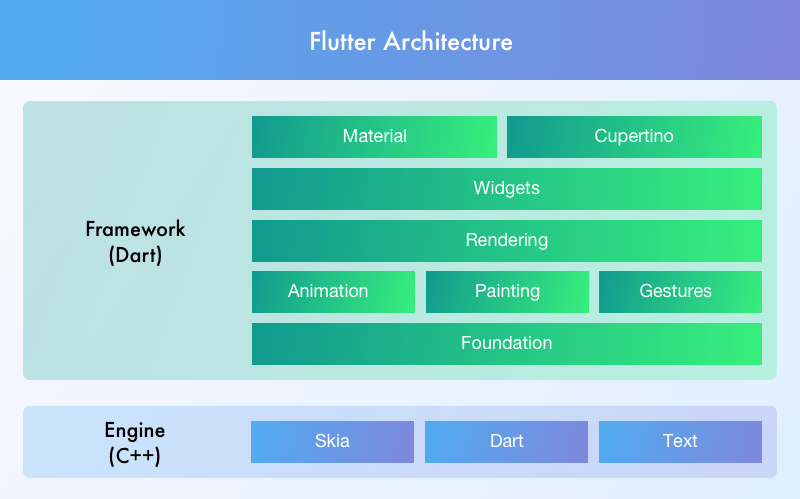 Flutter Architecture
Material Cupertino
Widgets
Framework
(Dart)
Rendering
Animation Painting Gestures
Foundation
Engine
(C++)
Skia Dart Text